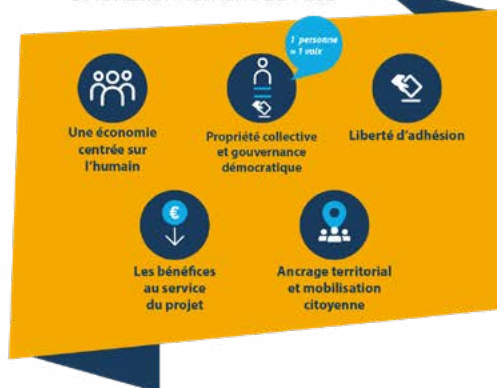 1 personne
= 1 voix
Une économie
centrée sur
l'humain
Propriété collective
et gouvernance
démocratique
Liberté d'adhésion
€
Les bénéfices
au service
du projet
Ancrage territorial
et mobilisation
citoyenne